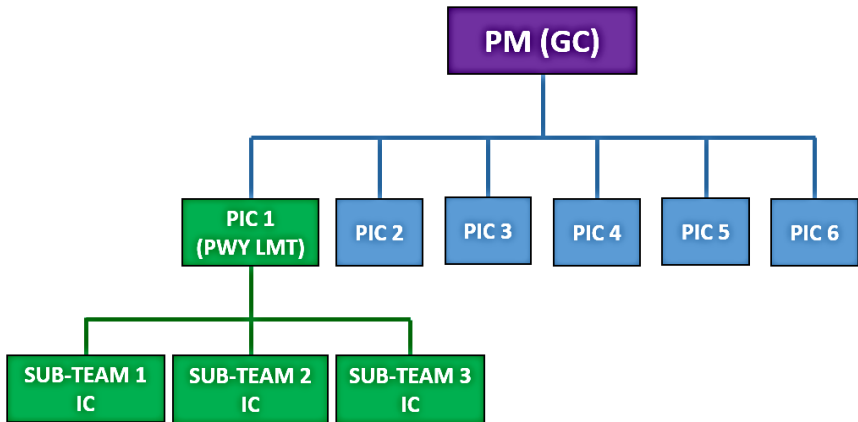 PM (GC)
PIC 1
(PWY LMT)
PIC 2
PIC 3
PIC 4
PIC 5
PIC 6
SUB-TEAM 1
IC
SUB-TEAM 2
IC
SUB-TEAM 3
IC